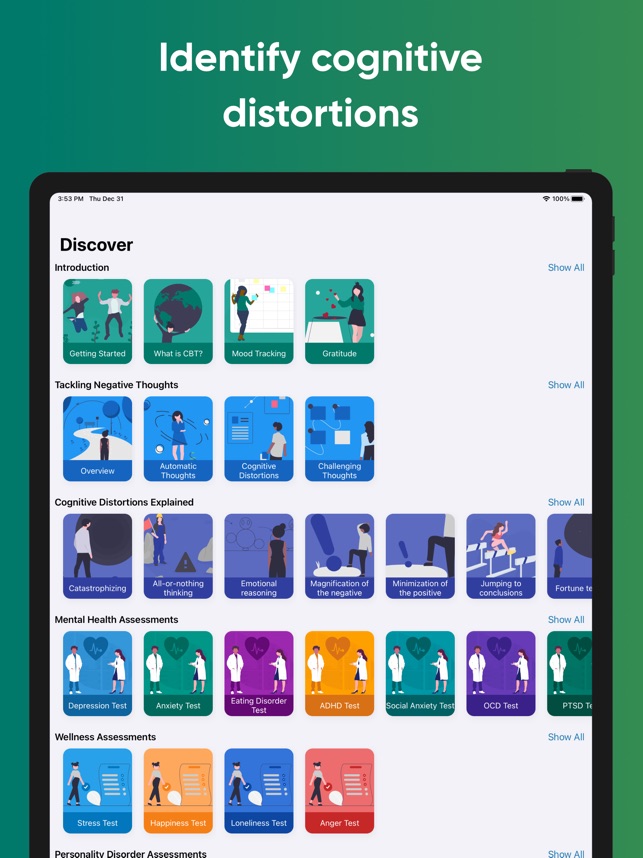 Identify cognitive
distortions
3:53 PM Thu Dec 31
100%
Discover
Introduction
Show All
Getting Started
What is CBT?
Mood Tracking
Gratitude
Tackling Negative Thoughts
Show All
Overview
Automatic
Thoughts
Cognitive
Distortions
Challenging
Thoughts
Cognitive Distortions Explained
Show All
Catastrophizing
All-or-nothing
thinking
Emotional
reasoning
Magnification of
the negative
Minimization of
the positive
Jumping to
conclusions
Fortune te
Mental Health Assessments
Show All
Depression Test
Anxiety Test
Eating Disorder
Test
ADHD Test
Social Anxiety Test
OCD Test
PTSD Te
Wellness Assessments
Show All
Stress Test
Happiness Test
Loneliness Test
Anger Test
Personality Disorder Assessments
Show All